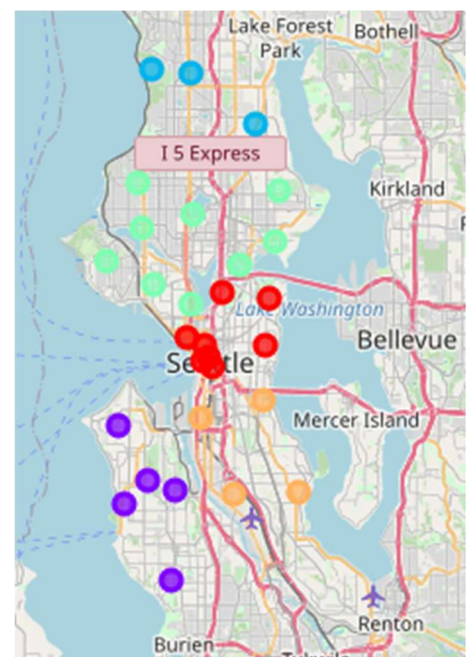 Lake Forest
Park
Bothell
I 5 Express
Kirkland
Lake Washington
Bellevue
Seattle
Mercer Island
Renton
Burien